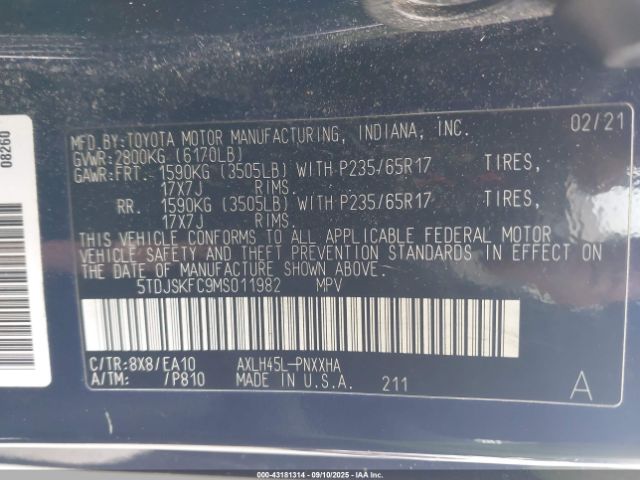 MFD.BY:TOYOTA MOTOR MANUFACTURING, INDIANA, INC. 02/21
GVWR:2800KG (6170LB)
GAWR:FRT. 1590KG (3505LB) WITH P235/65R17 TIRES,
17X7J RIMS.
RR. 1590KG (3505LB) WITH P235/65R17 TIRES,
17X7J RIMS.
THIS VEHICLE CONFORMS TO ALL APPLICABLE FEDERAL MOTOR
VEHICLE SAFETY AND THEFT PREVENTION STANDARDS IN EFFECT ON
THE DATE OF MANUFACTURE SHOWN ABOVE.
5TDJSKFC9MS011982 MPV
C/TR:8X8/EA10 AXLH45L-PNXXHA
A/TM: /P810 MADE IN U.S.A. 211 A
08260
000-43181314 - 09/10/2025 - IAAI.COM